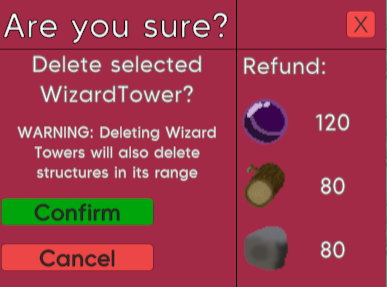 Are you sure?
X
Delete selected
WizardTower?
WARNING: Deleting Wizard
Towers will also delete
structures in its range
Confirm
Cancel
Refund:
120
80
80